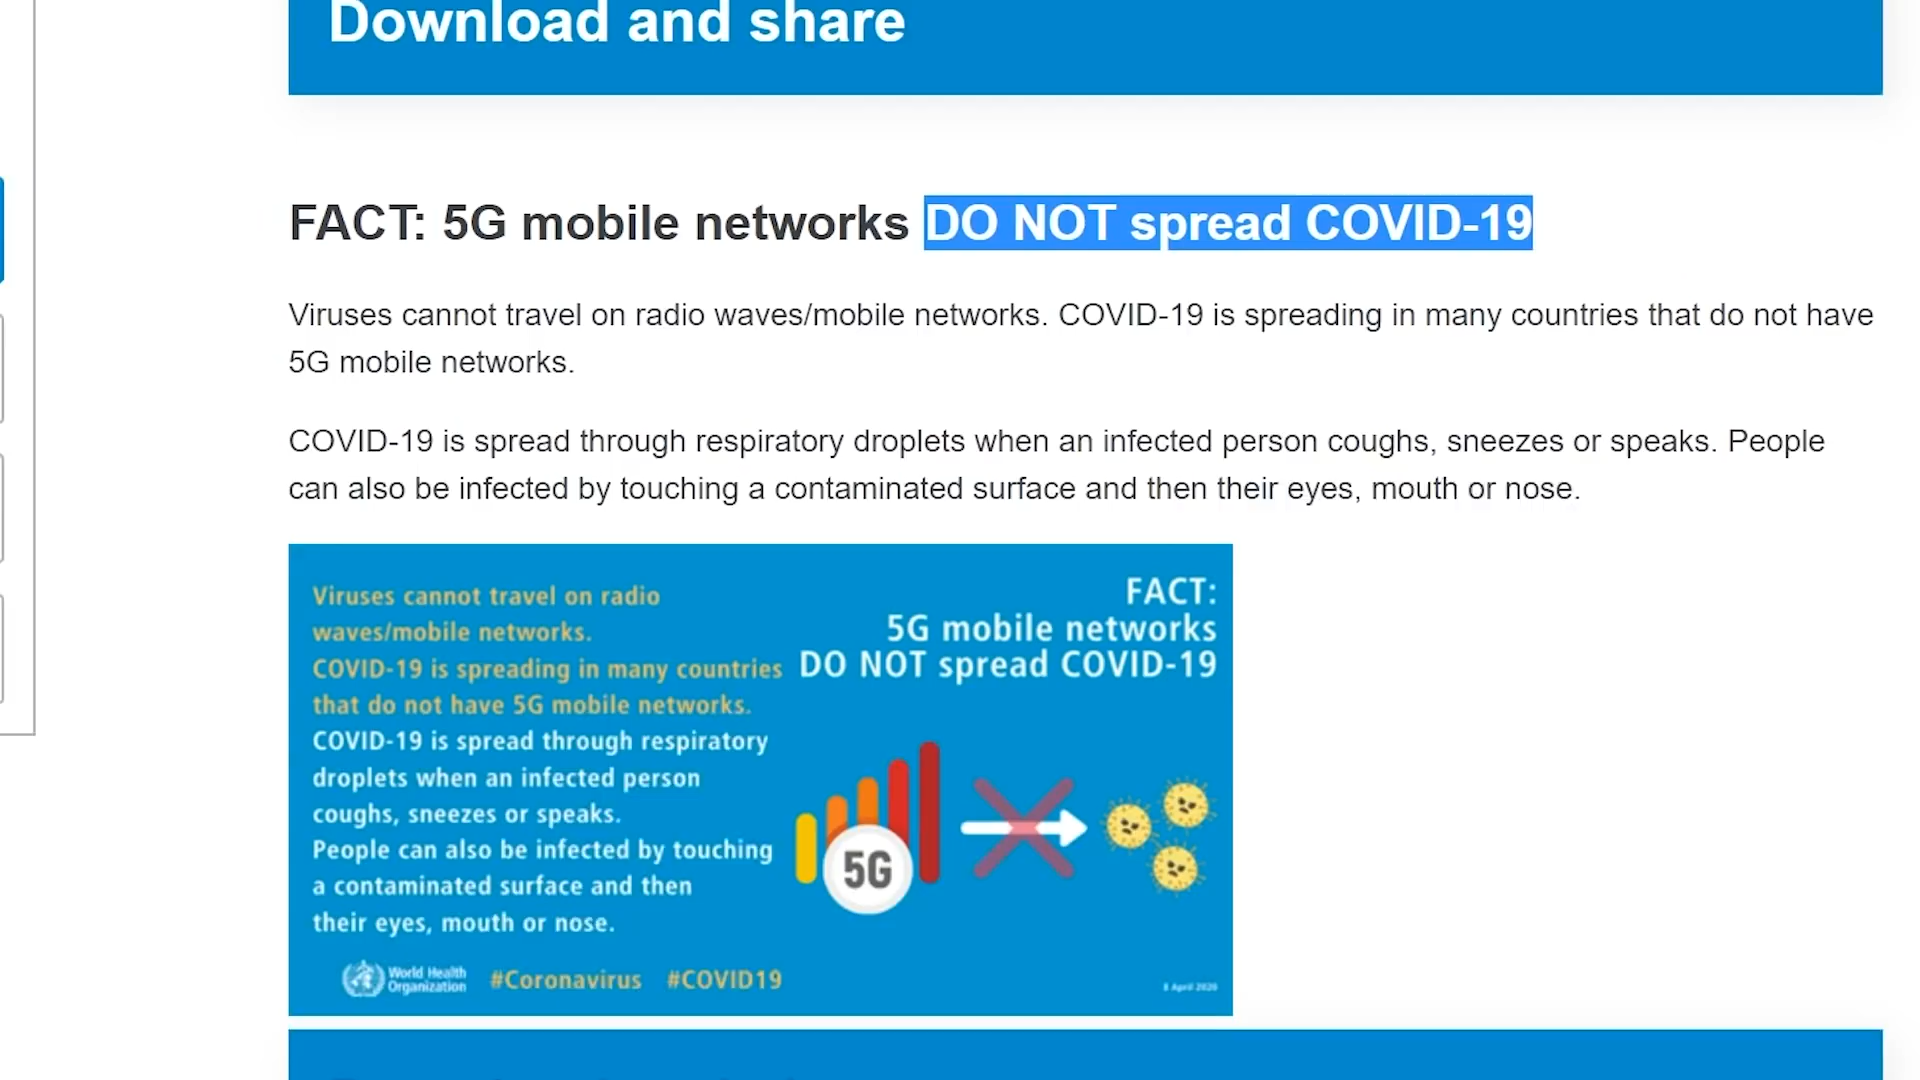 Download and share
FACT: 5G mobile networks DO NOT spread COVID-19
Viruses cannot travel on radio waves/mobile networks. COVID-19 is spreading in many countries that do not have
5G mobile networks.
COVID-19 is spread through respiratory droplets when an infected person coughs, sneezes or speaks. People
can also be infected by touching a contaminated surface and then their eyes, mouth or nose.
Viruses cannot travel on radio
waves/mobile networks.
COVID-19 is spreading in many countries
that do not have 5G mobile networks.
COVID-19 is spread through respiratory
droplets when an infected person
coughs, sneezes or speaks.
People can also be infected by touching
a contaminated surface and then
their eyes, mouth or nose.
FACT:
5G mobile networks
DO NOT spread COVID-19
5G
World Health
Organization
#Coronavirus #COVID19
8 April 2020